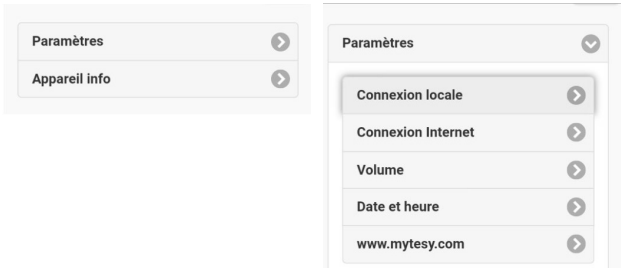 Paramètres
Appareil info
Paramètres
Connexion locale
Connexion Internet
Volume
Date et heure
www.mytesy.com